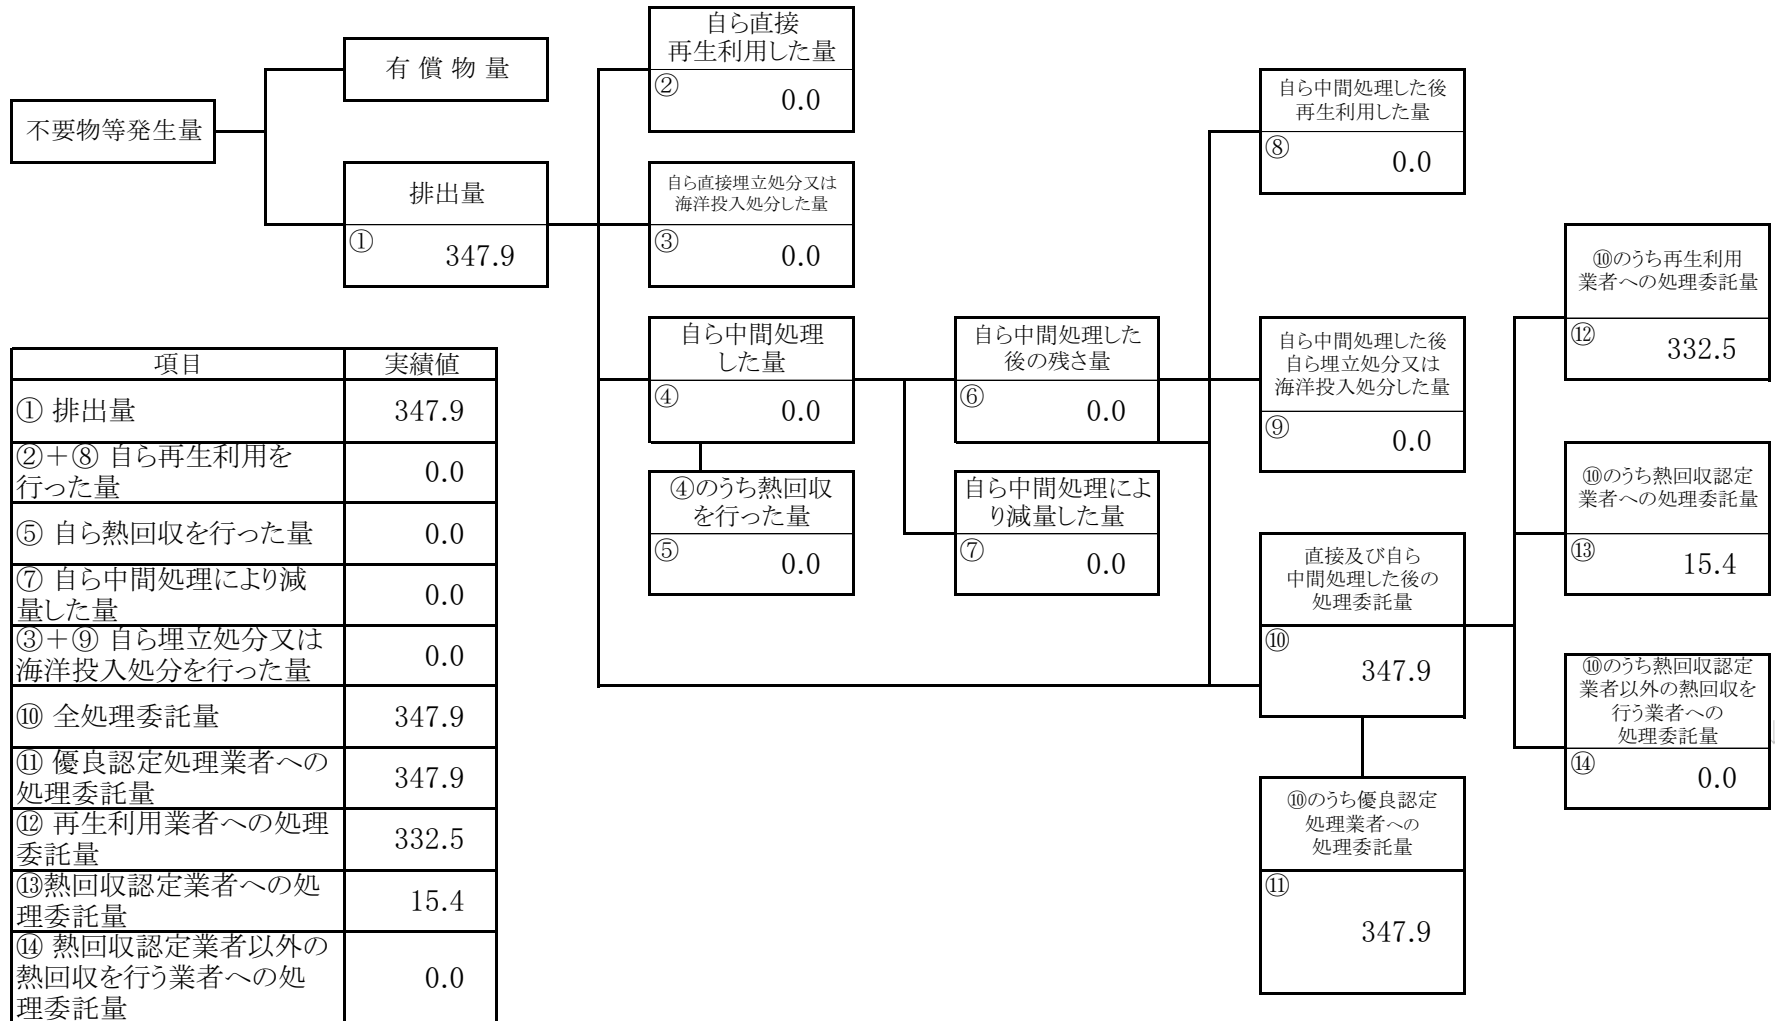 不要物等発生量
有償物量
排出量
①
347.9
自ら直接
再生利用した量
②
0.0
自ら直接埋立処分又は
海洋投入処分した量
③
0.0
自ら中間処理
した量
④
0.0
④のうち熱回収
を行った量
⑤
0.0
自ら中間処理した
後の残さ量
⑥
0.0
自ら中間処理によ
り減量した量
⑦
0.0
自ら中間処理した後
再生利用した量
⑧
0.0
自ら中間処理した後
自ら埋立処分又は
海洋投入処分した量
⑨
0.0
直接及び自ら
中間処理した後の
処理委託量
⑩
347.9
⑩のうち優良認定
処理業者への
処理委託量
⑪
347.9
⑩のうち再生利用
業者への処理委託量
⑫
332.5
⑩のうち熱回収認定
業者への処理委託量
⑬
15.4
⑩のうち熱回収認定
業者以外の熱回収を
行う業者への
処理委託量
⑭
0.0
項目 実績値
① 排出量 347.9
②＋⑧ 自ら再生利用を
行った量 0.0
⑤ 自ら熱回収を行った量 0.0
⑦ 自ら中間処理により減
量した量 0.0
③＋⑨ 自ら埋立処分又は
海洋投入処分を行った量 0.0
⑩ 全処理委託量 347.9
⑪ 優良認定処理業者への
処理委託量 347.9
⑫ 再生利用業者への処理
委託量 332.5
⑬熱回収認定業者への処
理委託量 15.4
⑭ 熱回収認定業者以外の
熱回収を行う業者への処
理委託量 0.0